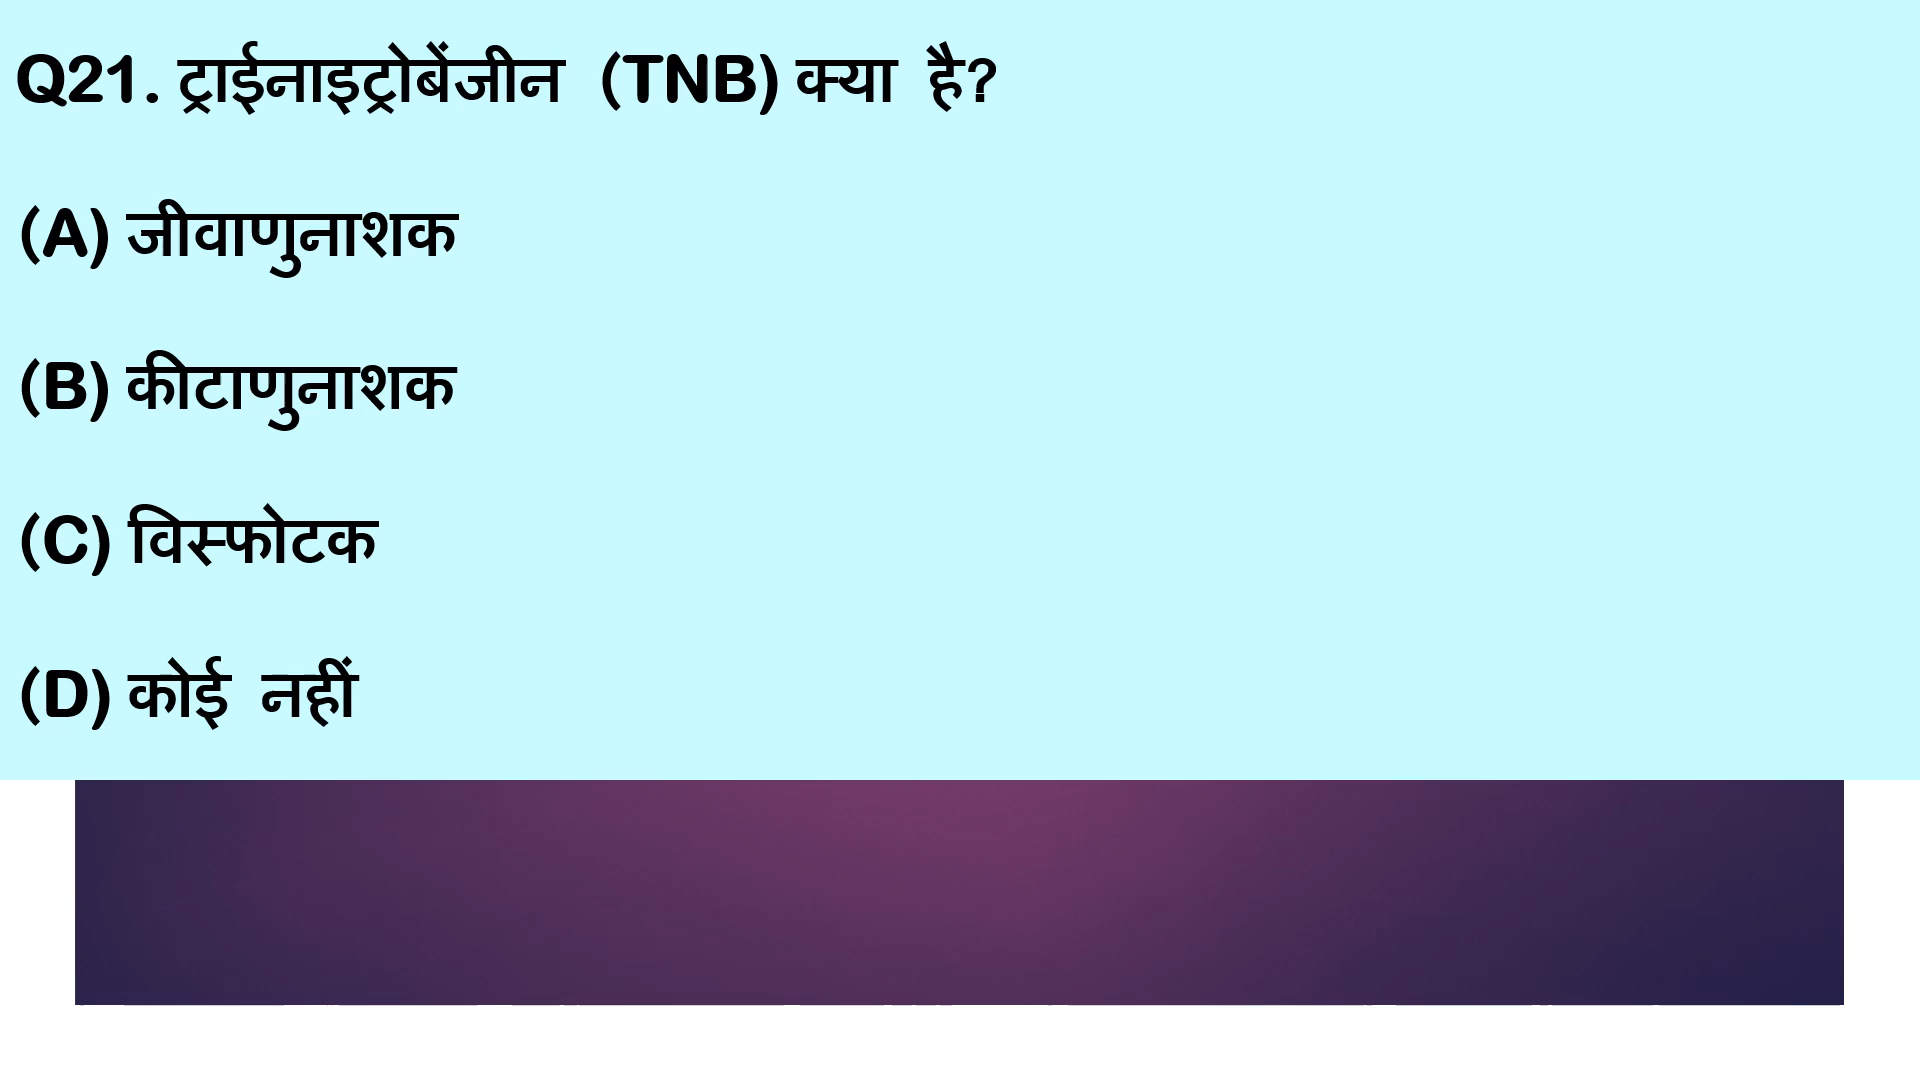 Q21. ट्राईनाइट्रोबेंजीन (TNB) क्या है?
(A) जीवाणुनाशक
(B) कीटाणुनाशक
(C) विस्फोटक
(D) कोई नहीं